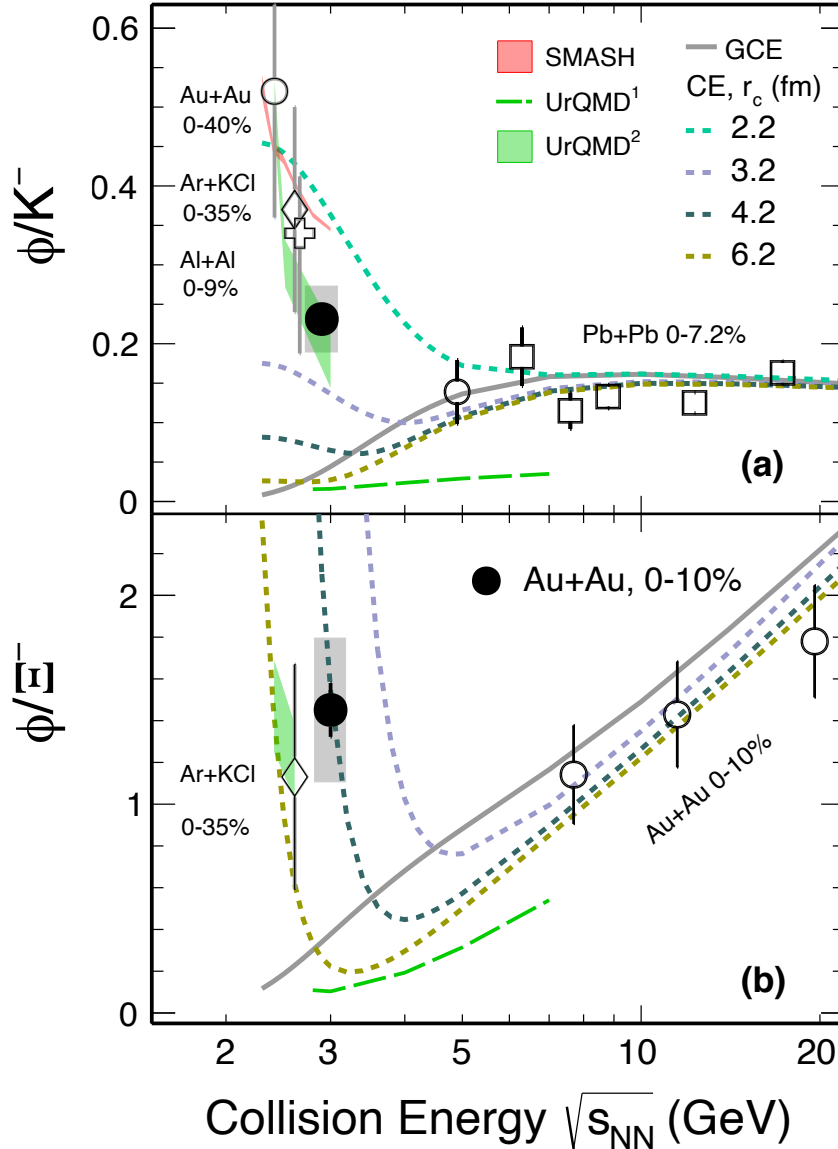 0.6
0.4
0.2
0
ϕ/K⁻
SMASH
UrQMD¹
UrQMD²
GCE
CE, r_c (fm)
2.2
3.2
4.2
6.2
Au+Au
0-40%
Ar+KCl
0-35%
Al+Al
0-9%
Pb+Pb 0-7.2%
(a)
2
1
0
ϕ/Ξ⁻
Au+Au, 0-10%
Ar+KCl
0-35%
Au+Au 0-10%
(b)
2 3 5 10 20
Collision Energy √s_NN (GeV)